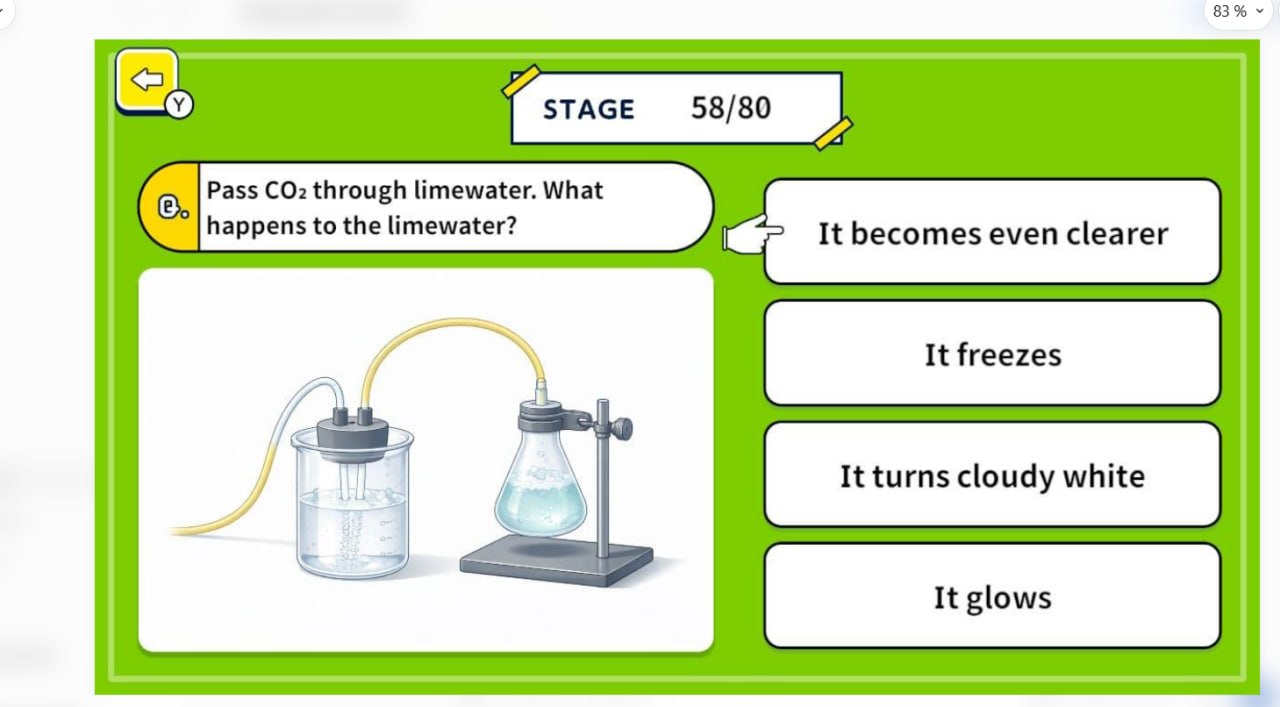 83 %
Y
STAGE 58/80
e.
Pass CO₂ through limewater. What
happens to the limewater?
It becomes even clearer
It freezes
It turns cloudy white
It glows